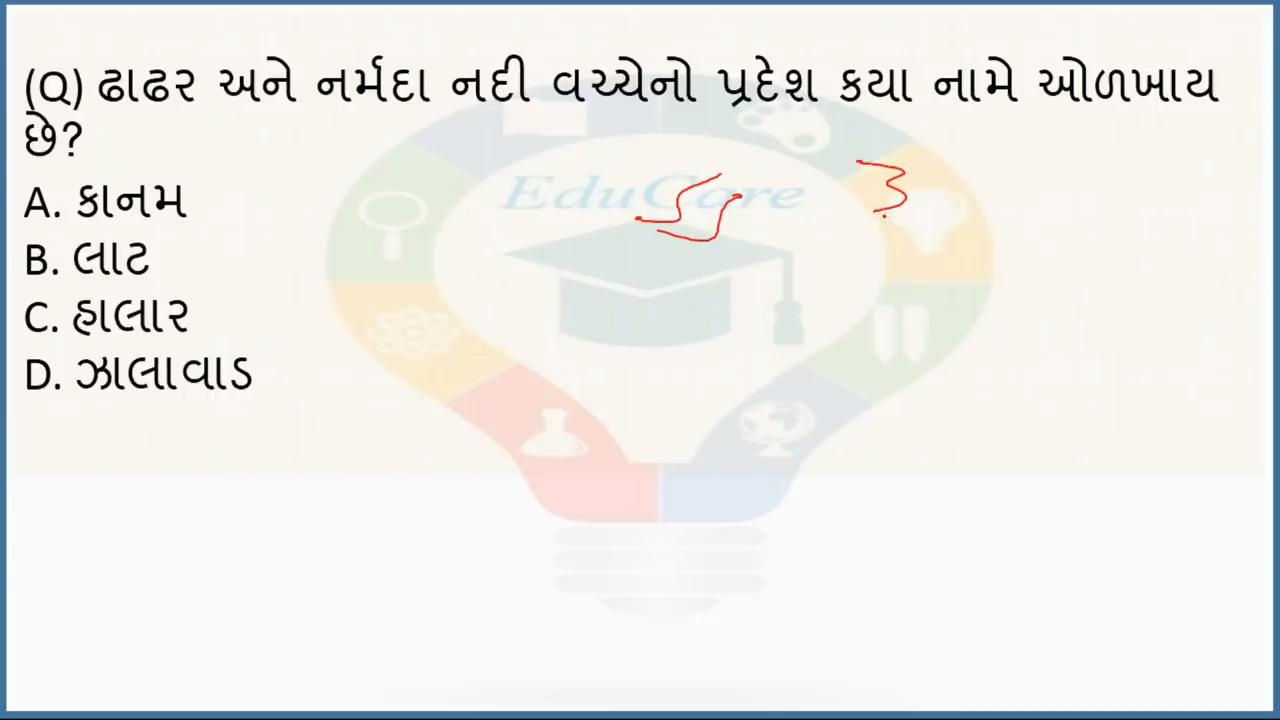 (Q) ઢાઢર અને નર્મદા નદી વચ્ચેનો પ્રદેશ કયા નામે ઓળખાય
છે?
EduCare
A. કાનમ
B. લાટ
C. હાલાર
D. ઝાલાવાડ